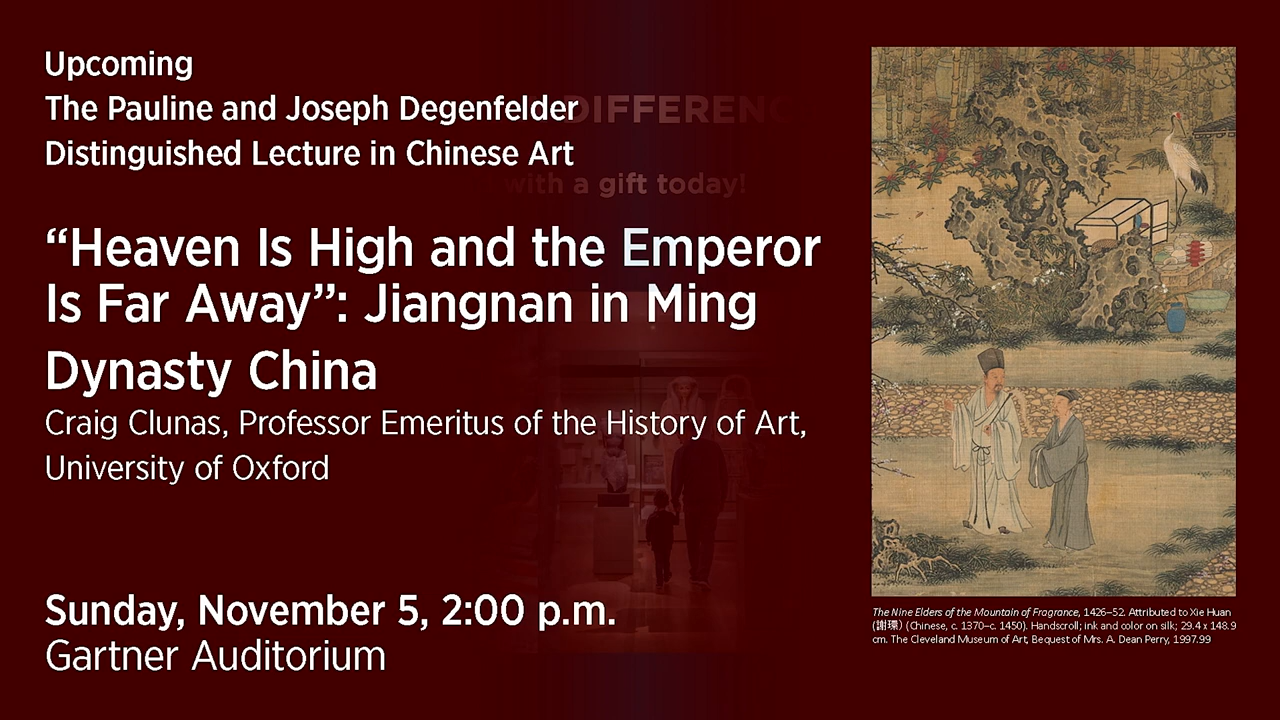 Upcoming
The Pauline and Joseph Degenfelder
Distinguished Lecture in Chinese Art
DIFFERENC
with a gift today!
“Heaven Is High and the Emperor
Is Far Away”: Jiangnan in Ming
Dynasty China
Craig Clunas, Professor Emeritus of the History of Art,
University of Oxford
Sunday, November 5, 2:00 p.m.
Gartner Auditorium
The Nine Elders of the Mountain of Fragrance, 1426–52. Attributed to Xie Huan
(謝環) (Chinese, c. 1370–c. 1450). Handscroll; ink and color on silk; 29.4 x 148.9
cm. The Cleveland Museum of Art, Bequest of Mrs. A. Dean Perry, 1997.99